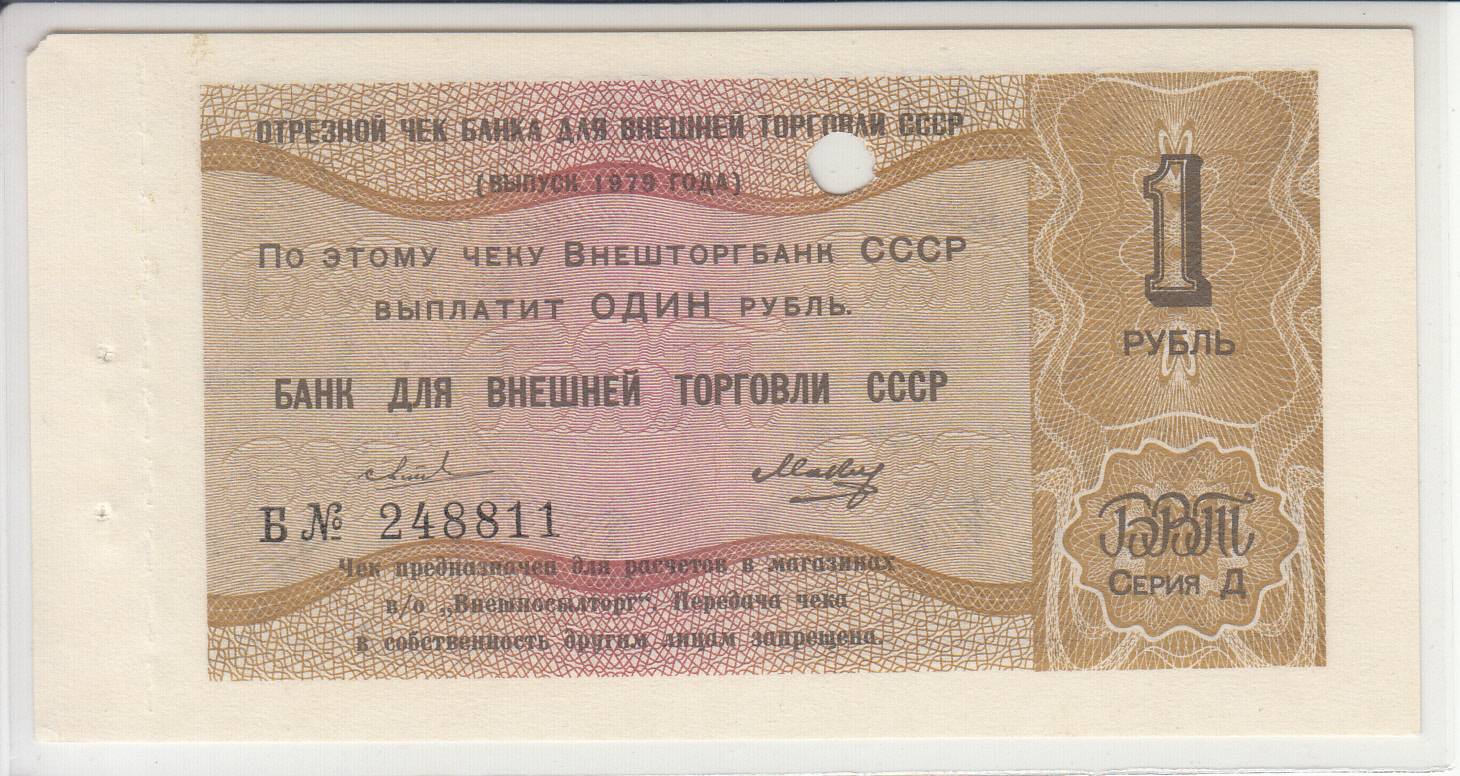 ОТРЕЗНОЙ ЧЕК БАНКА ДЛЯ ВНЕШНЕЙ ТОРГОВЛИ СССР
(ВЫПУСК 1979 ГОДА)
По этому чеку Внешторгбанк СССР
выплатит ОДИН рубль.
БАНК ДЛЯ ВНЕШНЕЙ ТОРГОВЛИ СССР
Б № 248811
Чек предназначен для расчетов в магазинах
в/о „Внешпосылторг“. Передача чека
в собственность другим лицам запрещена.
1
РУБЛЬ
БВТ
Серия Д